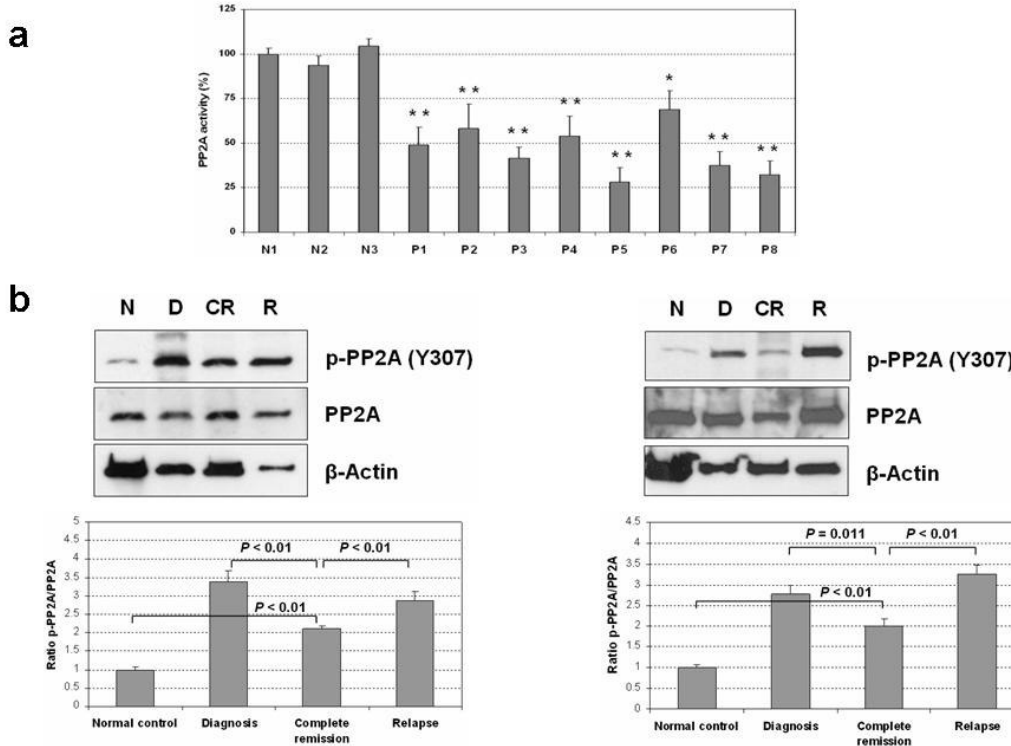 a
PP2A activity (%)
125
100
75
50
25
0
* *
* *
* *
* *
* *
*
* *
* *
N1 N2 N3 P1 P2 P3 P4 P5 P6 P7 P8
b
N D CR R
p-PP2A (Y307)
PP2A
β-Actin
Ratio p-PP2A/PP2A
5
4.5
4
3.5
3
2.5
2
1.5
1
0.5
P < 0.01 P < 0.01
P < 0.01
Normal control Diagnosis Complete remission Relapse
N D CR R
p-PP2A (Y307)
PP2A
β-Actin
Ratio p-PP2A/PP2A
4.5
4
3.5
3
2.5
2
1.5
1
0.5
0
P = 0.011 P < 0.01
P < 0.01
Normal control Diagnosis Complete remission Relapse